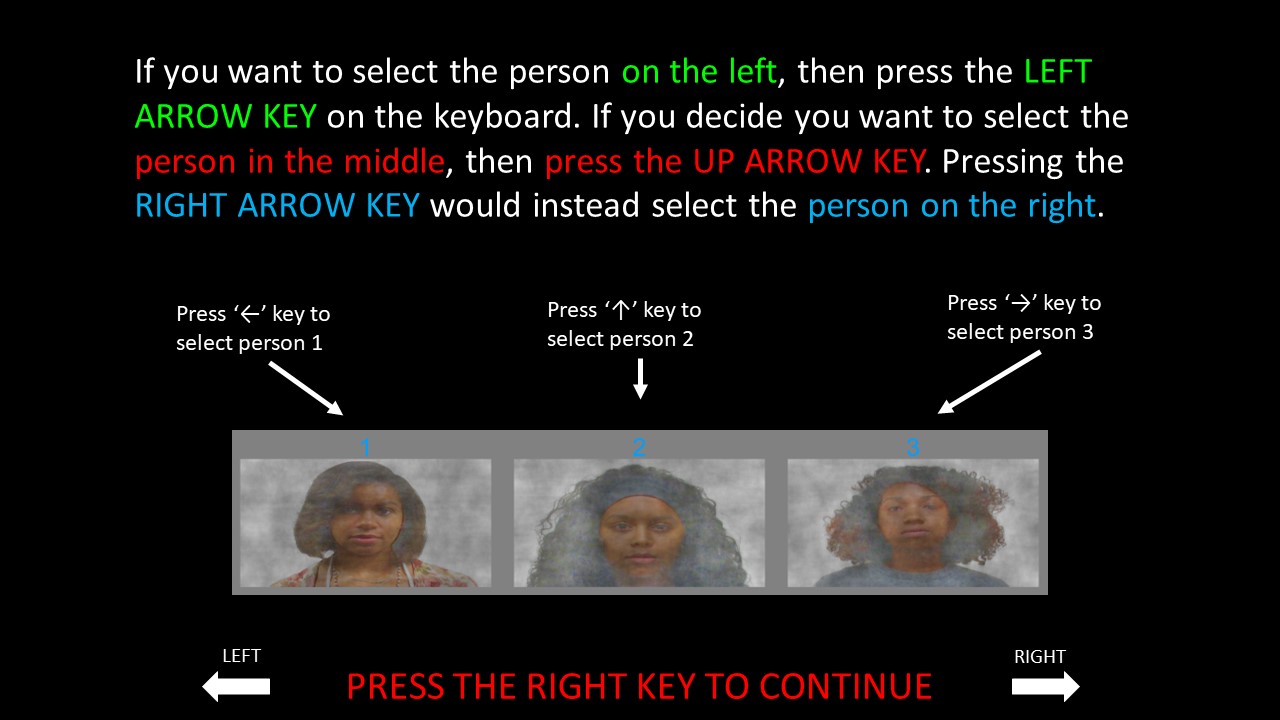 If you want to select the person on the left, then press the LEFT
ARROW KEY on the keyboard. If you decide you want to select the
person in the middle, then press the UP ARROW KEY. Pressing the
RIGHT ARROW KEY would instead select the person on the right.
Press ‘←’ key to
select person 1
Press ‘↑’ key to
select person 2
Press ‘→’ key to
select person 3
1 2 3
LEFT
RIGHT
PRESS THE RIGHT KEY TO CONTINUE